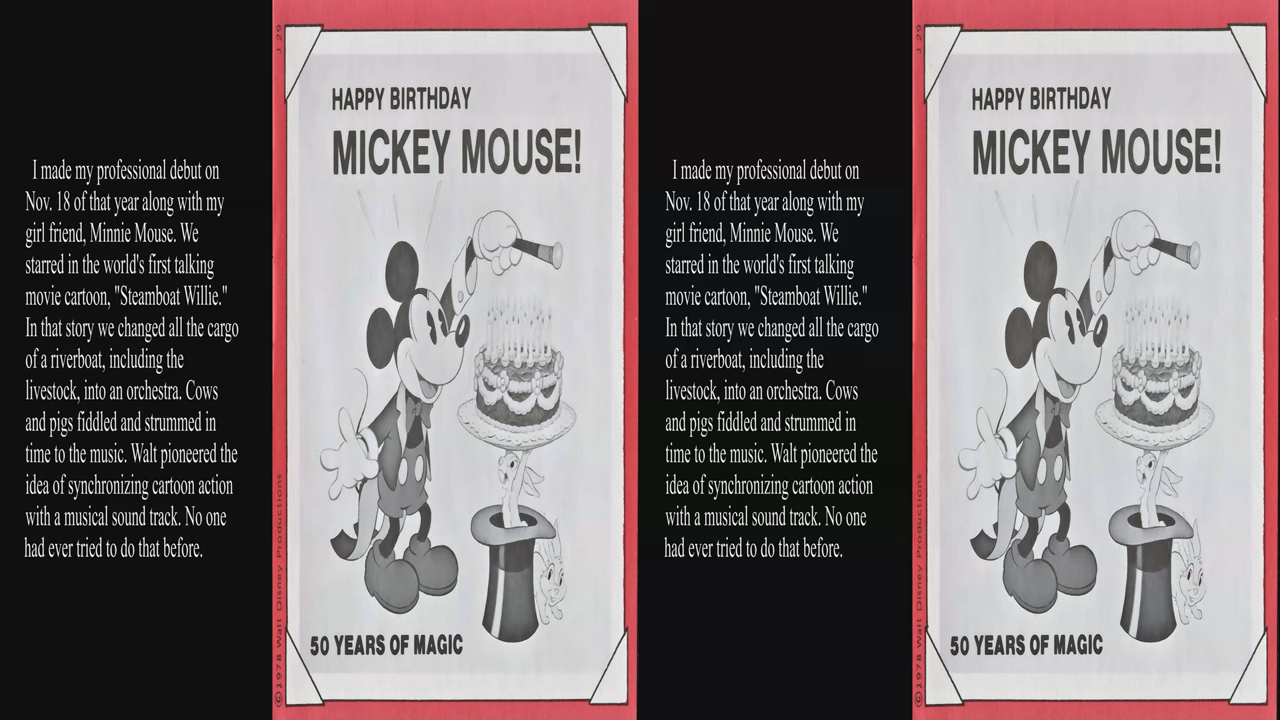 I made my professional debut on
Nov. 18 of that year along with my
girl friend, Minnie Mouse. We
starred in the world's first talking
movie cartoon, "Steamboat Willie."
In that story we changed all the cargo
of a riverboat, including the
livestock, into an orchestra. Cows
and pigs fiddled and strummed in
time to the music. Walt pioneered the
idea of synchronizing cartoon action
with a musical sound track. No one
had ever tried to do that before.
J 29
©1978 Walt Disney Productions
HAPPY BIRTHDAY
MICKEY MOUSE!
50 YEARS OF MAGIC
I made my professional debut on
Nov. 18 of that year along with my
girl friend, Minnie Mouse. We
starred in the world's first talking
movie cartoon, "Steamboat Willie."
In that story we changed all the cargo
of a riverboat, including the
livestock, into an orchestra. Cows
and pigs fiddled and strummed in
time to the music. Walt pioneered the
idea of synchronizing cartoon action
with a musical sound track. No one
had ever tried to do that before.
J 29
©1978 Walt Disney Productions
HAPPY BIRTHDAY
MICKEY MOUSE!
50 YEARS OF MAGIC